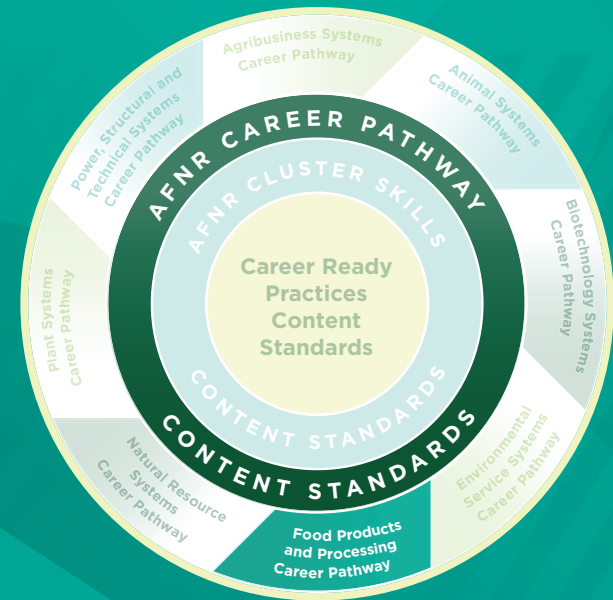 Agribusiness Systems
Career Pathway
Animal Systems
Career Pathway
Biotechnology Systems
Career Pathway
Environmental
Service Systems
Career Pathway
Food Products
and Processing
Career Pathway
Natural Resource
Systems
Career Pathway
Plant Systems
Career Pathway
Power, Structural and
Technical Systems
Career Pathway
AFNR CAREER PATHWAY
CONTENT STANDARDS
AFNR CLUSTER SKILLS
CONTENT STANDARDS
Career Ready
Practices
Content
Standards